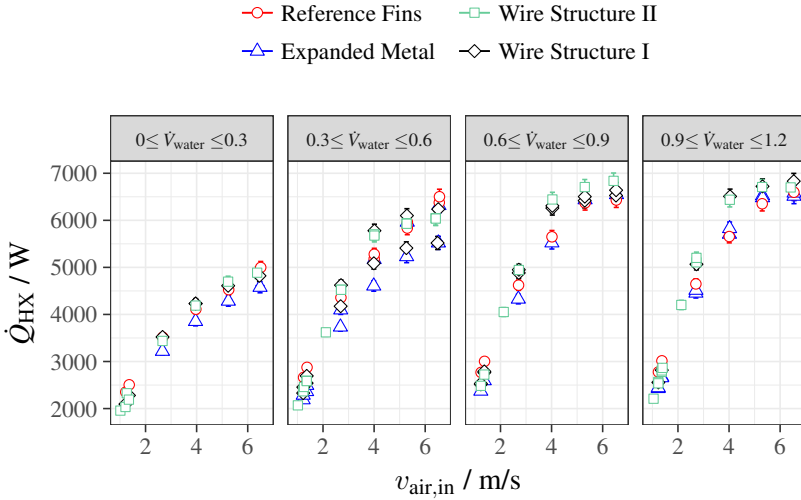 Reference Fins Wire Structure II
Expanded Metal Wire Structure I
0≤ V̇water ≤0.3 0.3≤ V̇water ≤0.6 0.6≤ V̇water ≤0.9 0.9≤ V̇water ≤1.2
7000
6000
5000
4000
3000
2000
Q̇HX / W
2 4 6 2 4 6 2 4 6 2 4 6
vair,in / m/s